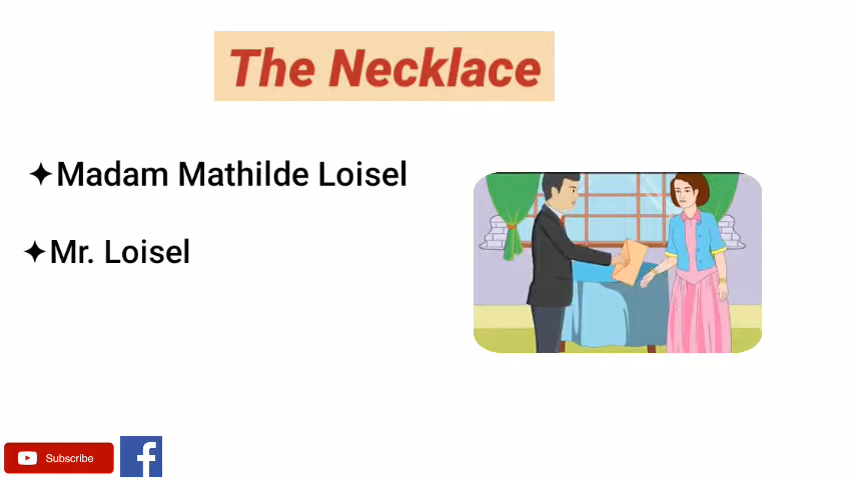 The Necklace
✦Madam Mathilde Loisel
✦Mr. Loisel
Subscribe
f